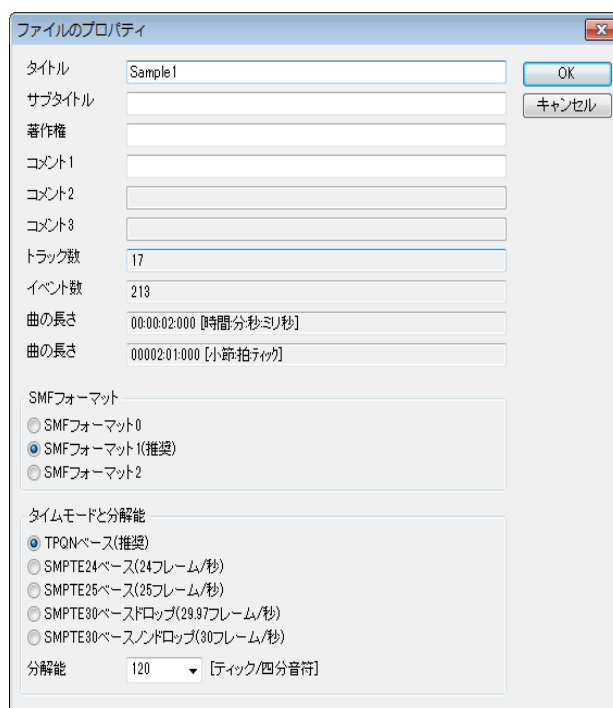 ファイルのプロパティ
タイトル Sample1 OK
サブタイトル キャンセル
著作権
コメント1
コメント2
コメント3
トラック数 17
イベント数 213
曲の長さ 00:00:02:000 [時間:分:秒:ミリ秒]
曲の長さ 00002:01:000 [小節:拍:ティック]
SMFフォーマット
SMFフォーマット0
SMFフォーマット1(推奨)
SMFフォーマット2
タイムモードと分解能
TPQNベース(推奨)
SMPTE24ベース(24フレーム/秒)
SMPTE25ベース(25フレーム/秒)
SMPTE30ベースドロップ(29.97フレーム/秒)
SMPTE30ベースノンドロップ(30フレーム/秒)
分解能 120 [ティック/四分音符]